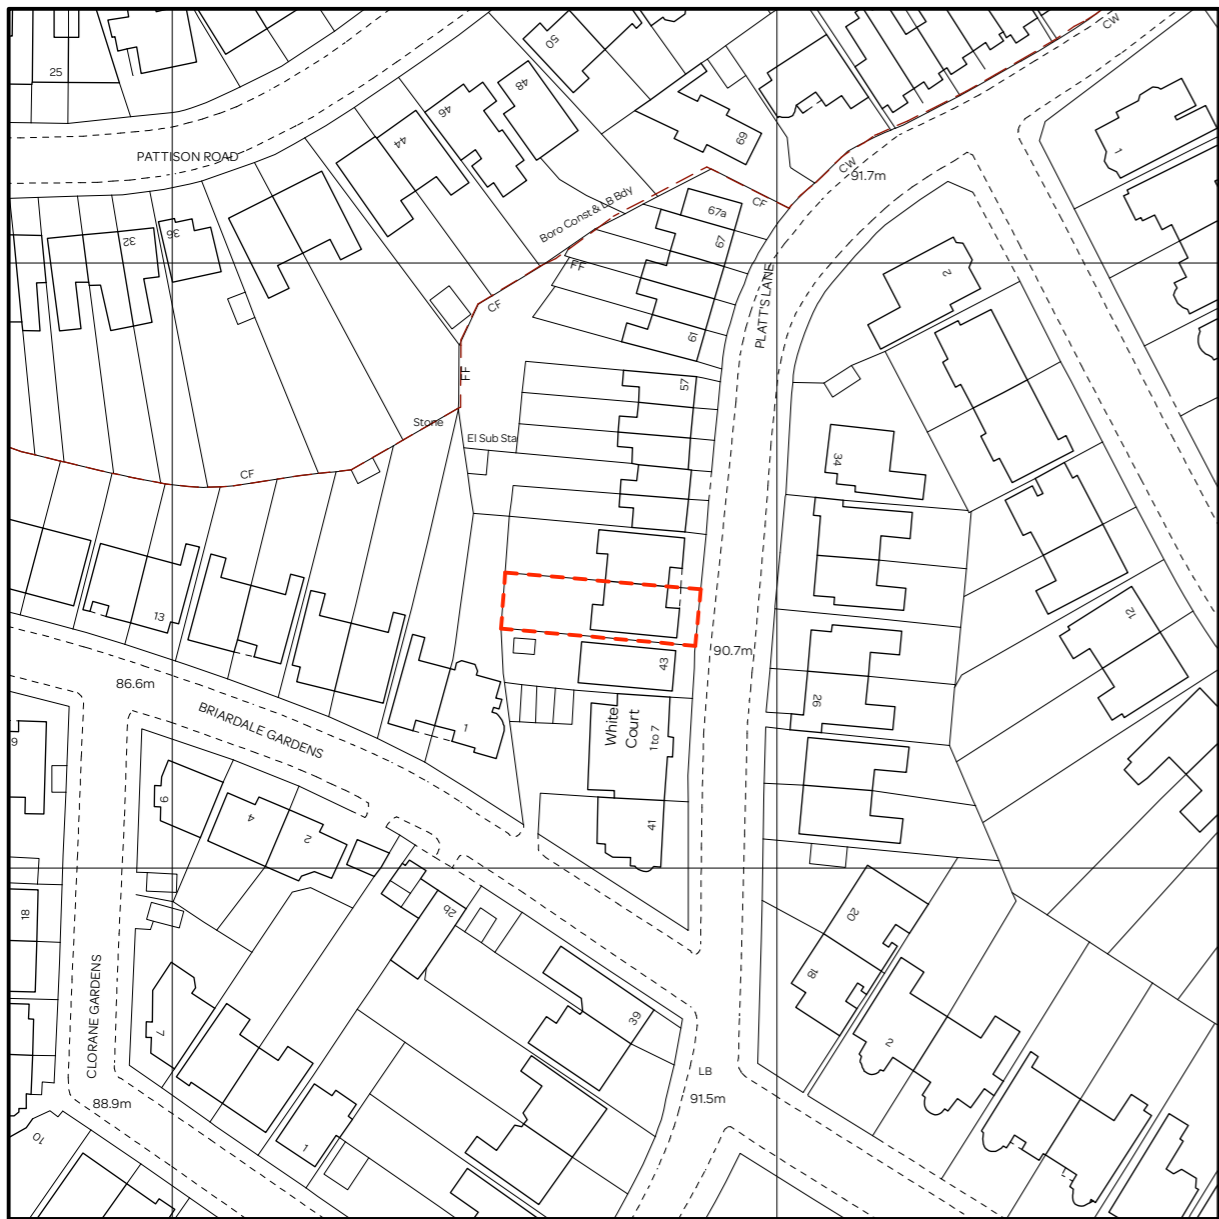 50
CW
25
48
46
44
69
1
PATTISON ROAD
CW
91.7m
Boro Const & LB Bdy
CF
67a
32
36
67
FF
2
PLATT'S LANE
CF
61
FF
57
Stone
El Sub Sta
34
CF
13
12
90.7m
43
86.6m
26
BRIARDALE GARDENS
1
White
Court
1 to 7
9
6
4
2
41
18
2b
20
18
CLORANE GARDENS
7
39
2
LB
91.5m
88.9m
10
1